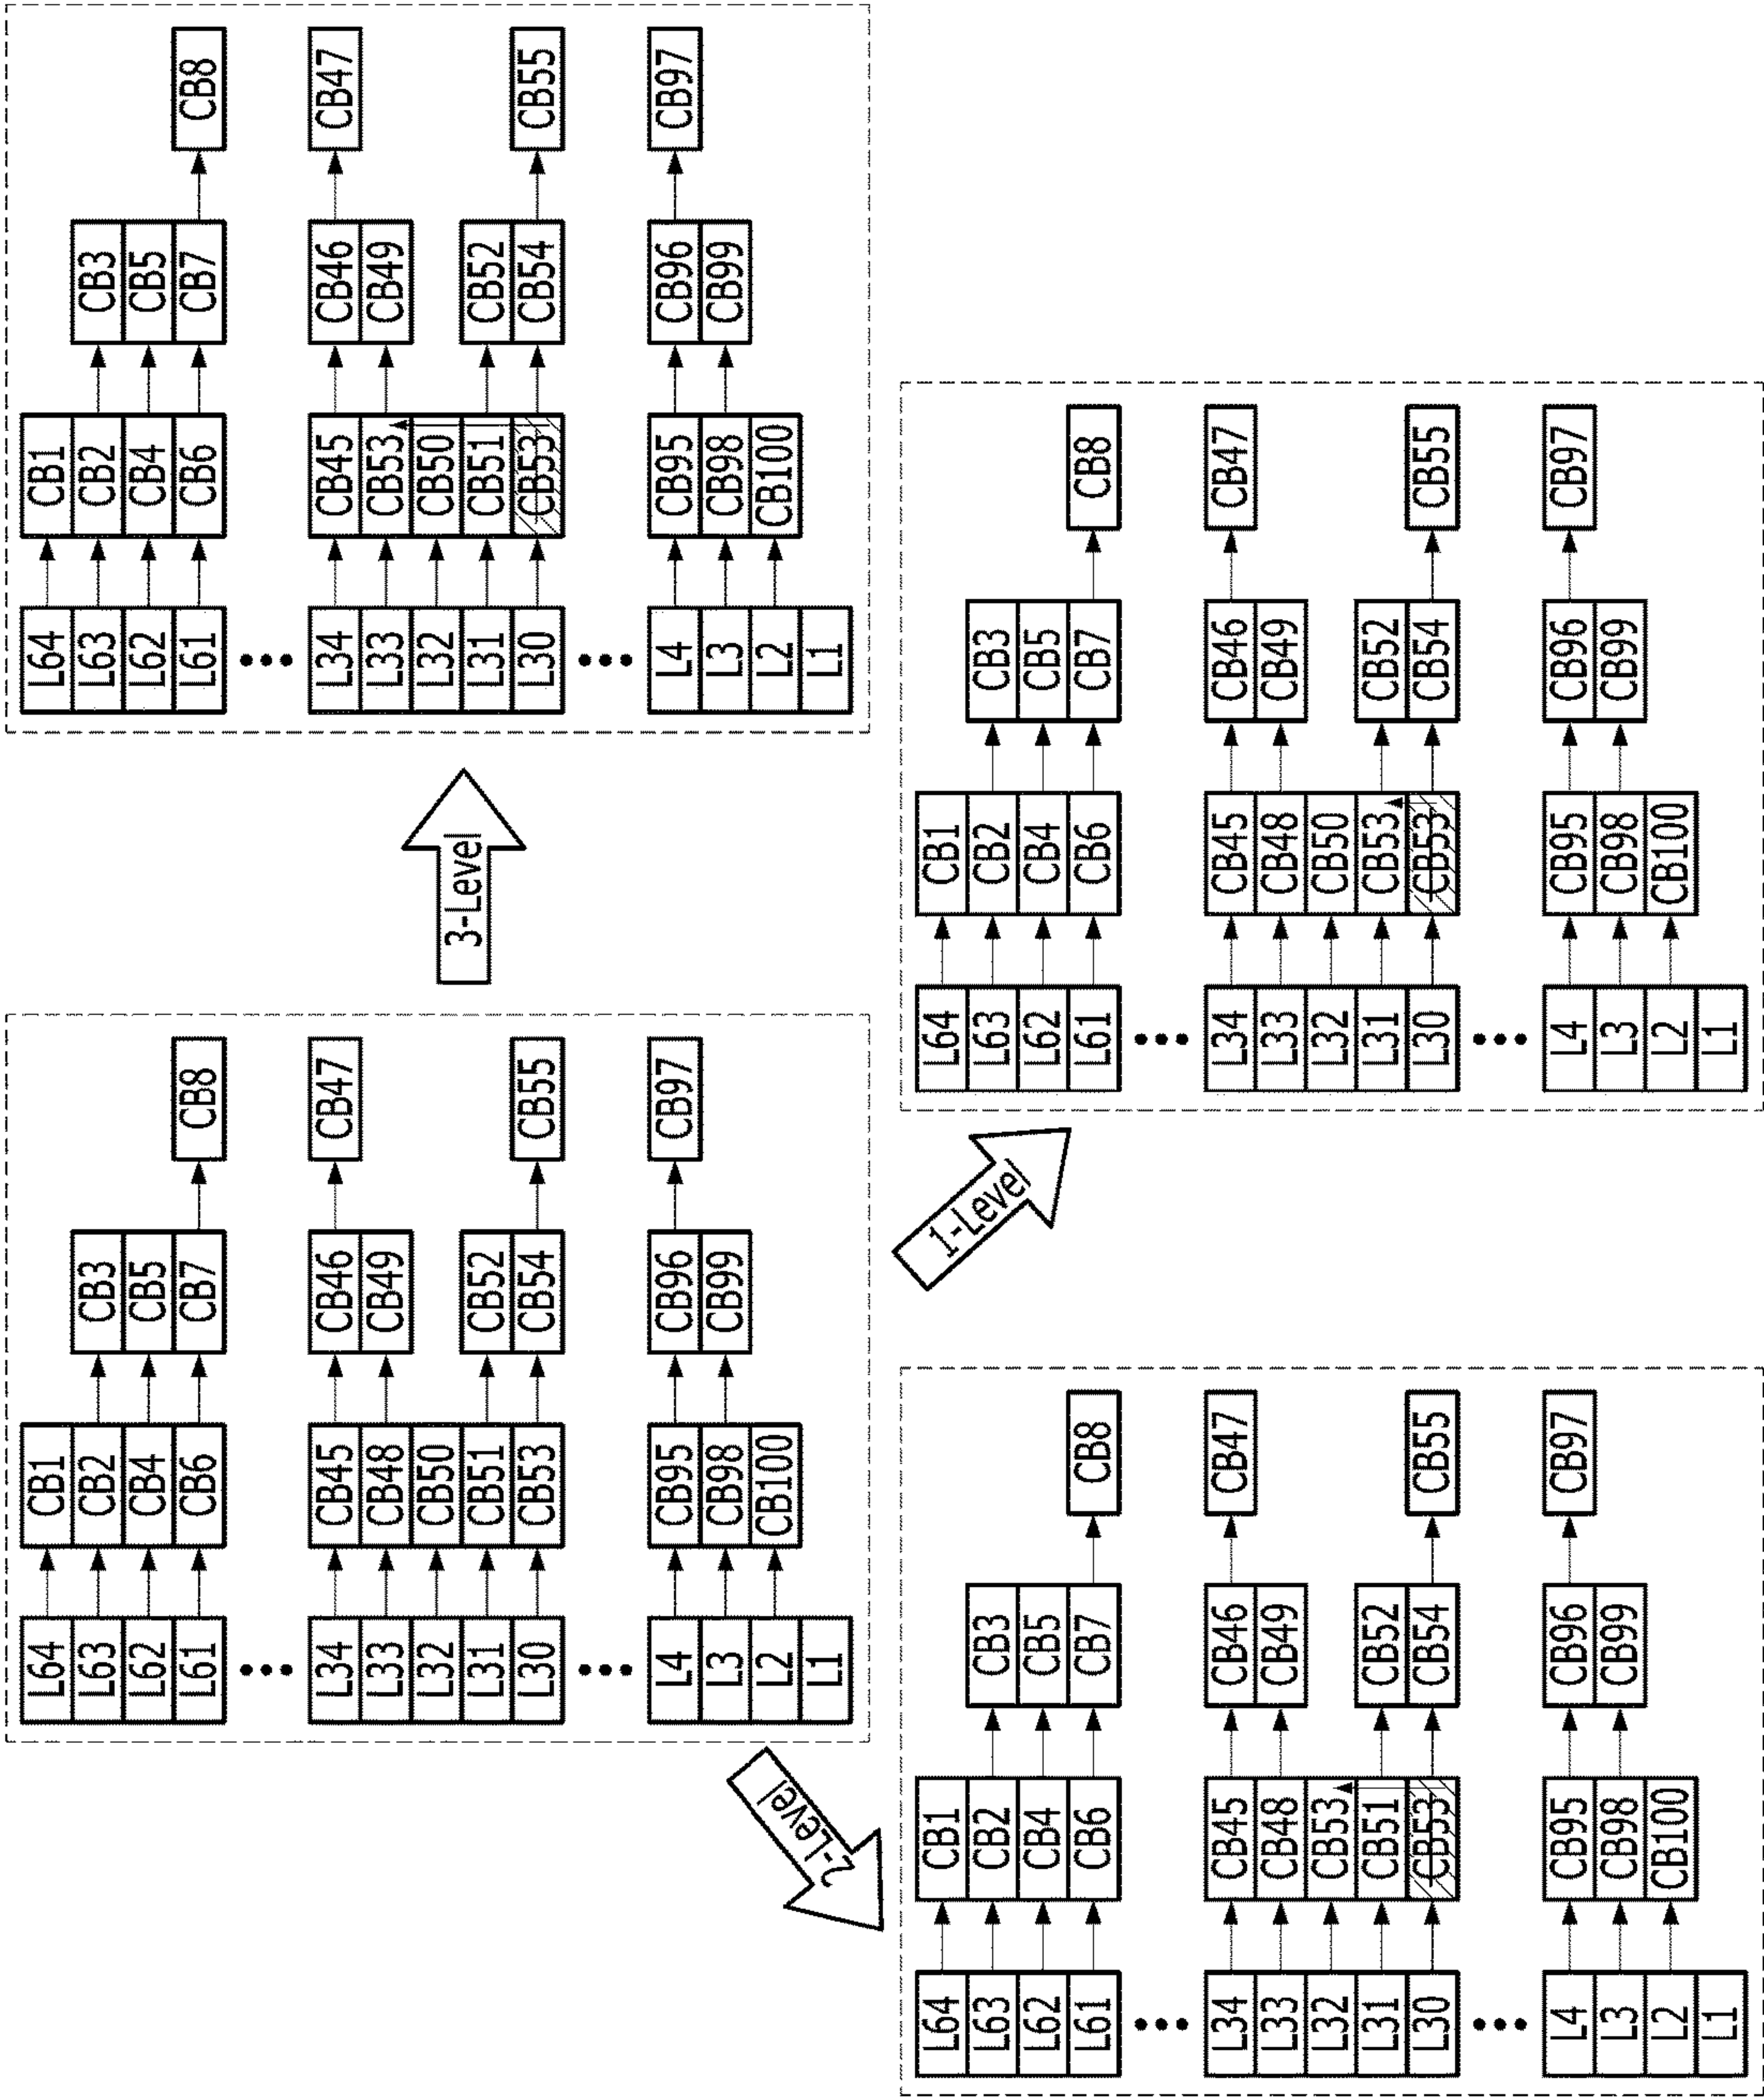 L64 CB1
L63 CB2 CB3
L62 CB4 CB5
L61 CB6 CB7 CB8
L34 CB45 CB46 CB47
L33 CB48 CB49
L32 CB50
L31 CB51 CB52
L30 CB53 CB54 CB55
L4 CB95 CB96 CB97
L3 CB98 CB99
L2 CB100
L1
3-Level
L64 CB1
L63 CB2 CB3
L62 CB4 CB5
L61 CB6 CB7 CB8
L34 CB45 CB46 CB47
L33 CB53 CB49
L32 CB50
L31 CB51 CB52
L30 CB53 CB54 CB55
L4 CB95 CB96 CB97
L3 CB98 CB99
L2 CB100
L1
2-Level
L64 CB1
L63 CB2 CB3
L62 CB4 CB5
L61 CB6 CB7 CB8
L34 CB45 CB46 CB47
L33 CB48 CB49
L32 CB53
L31 CB51 CB52
L30 CB53 CB54 CB55
L4 CB95 CB96 CB97
L3 CB98 CB99
L2 CB100
L1
1-Level
L64 CB1
L63 CB2 CB3
L62 CB4 CB5
L61 CB6 CB7 CB8
L34 CB45 CB46 CB47
L33 CB48 CB49
L32 CB50
L31 CB53 CB52
L30 CB53 CB54 CB55
L4 CB95 CB96 CB97
L3 CB98 CB99
L2 CB100
L1